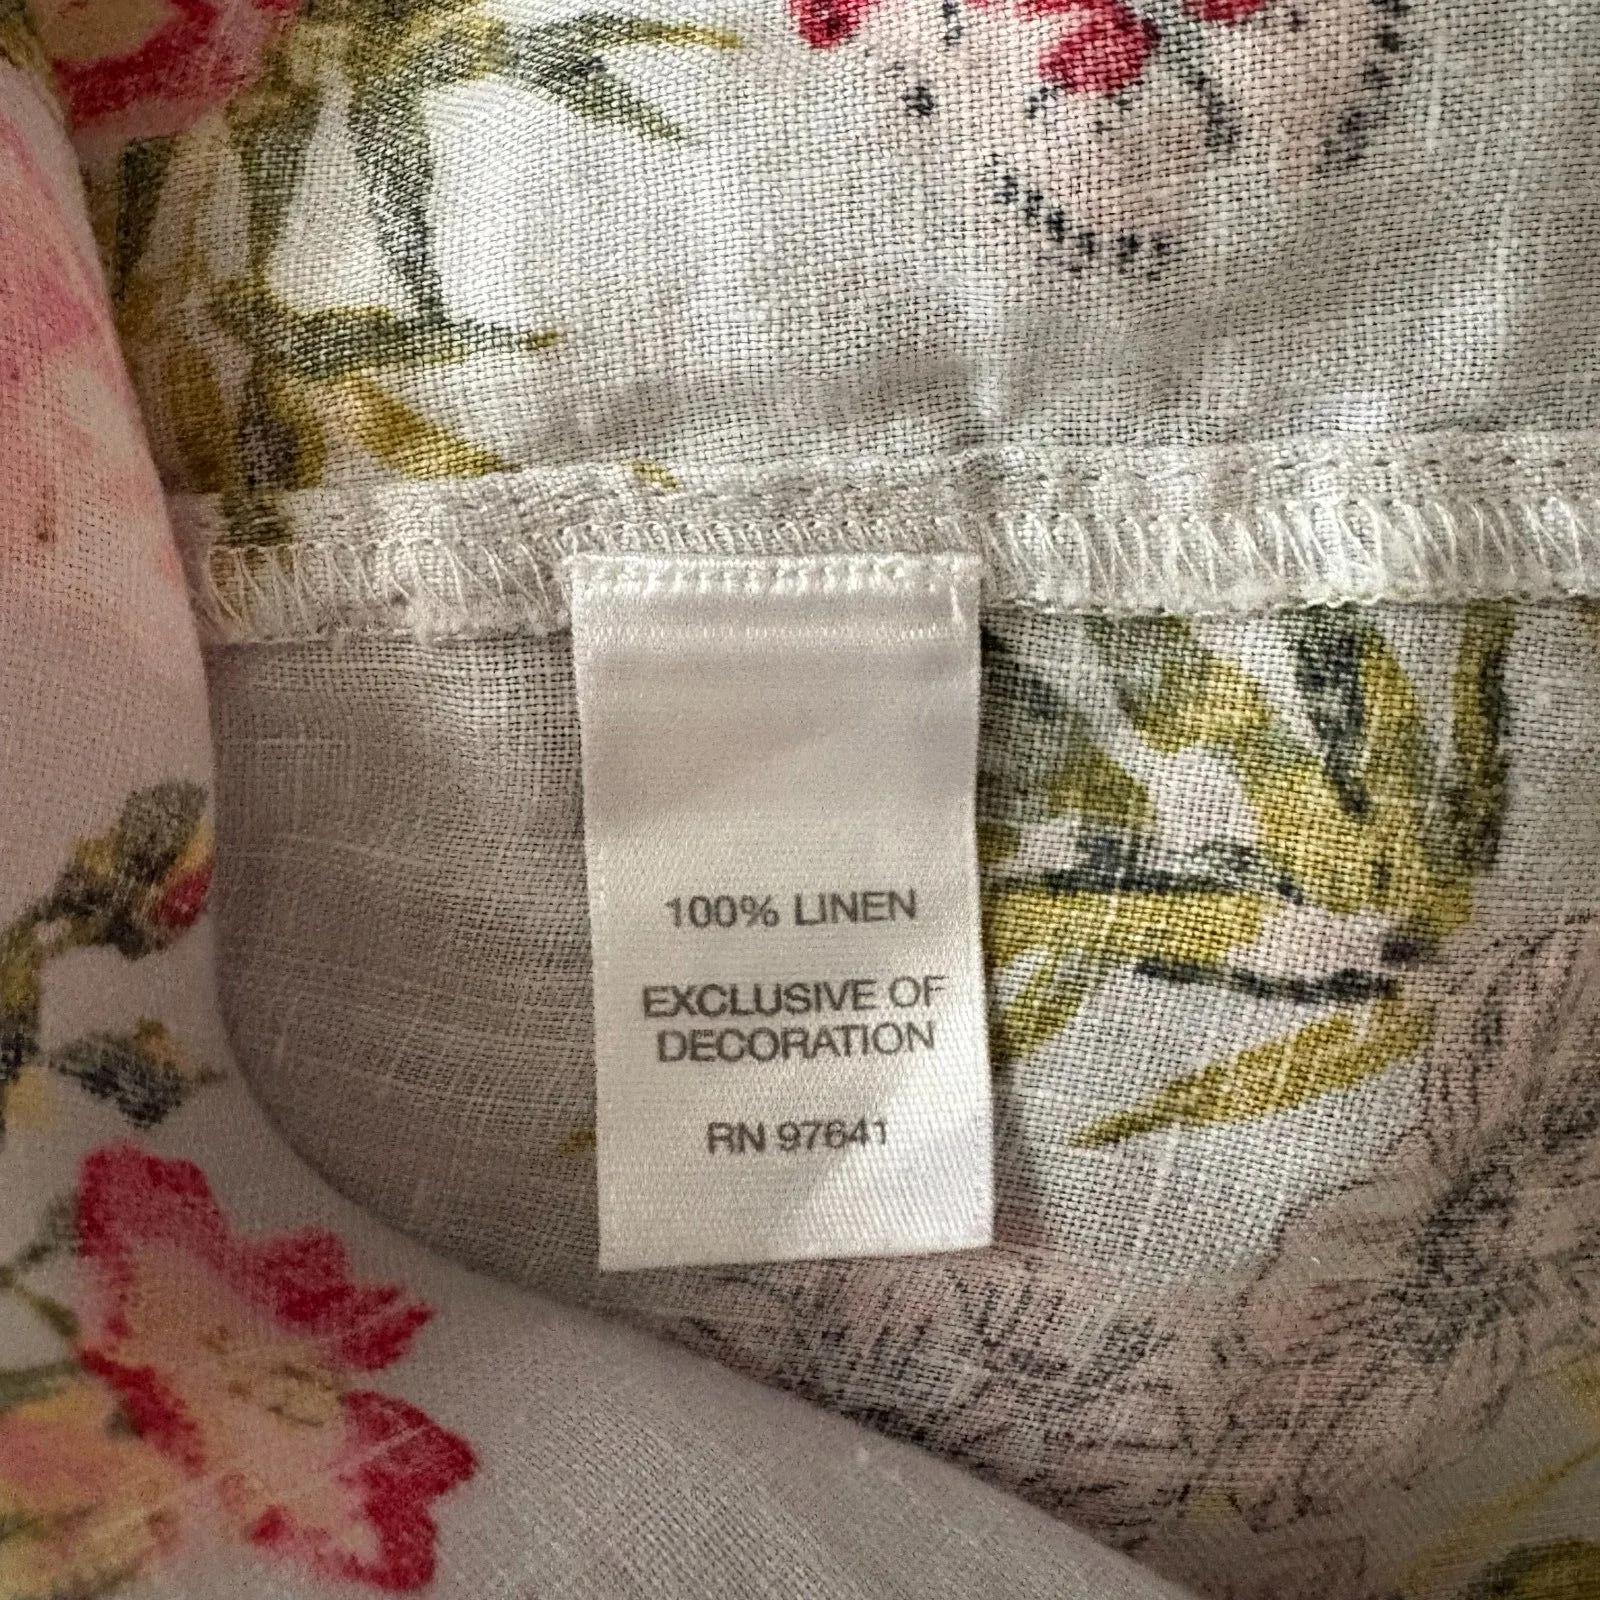 100% LINEN
EXCLUSIVE OF
DECORATION
RN 97641